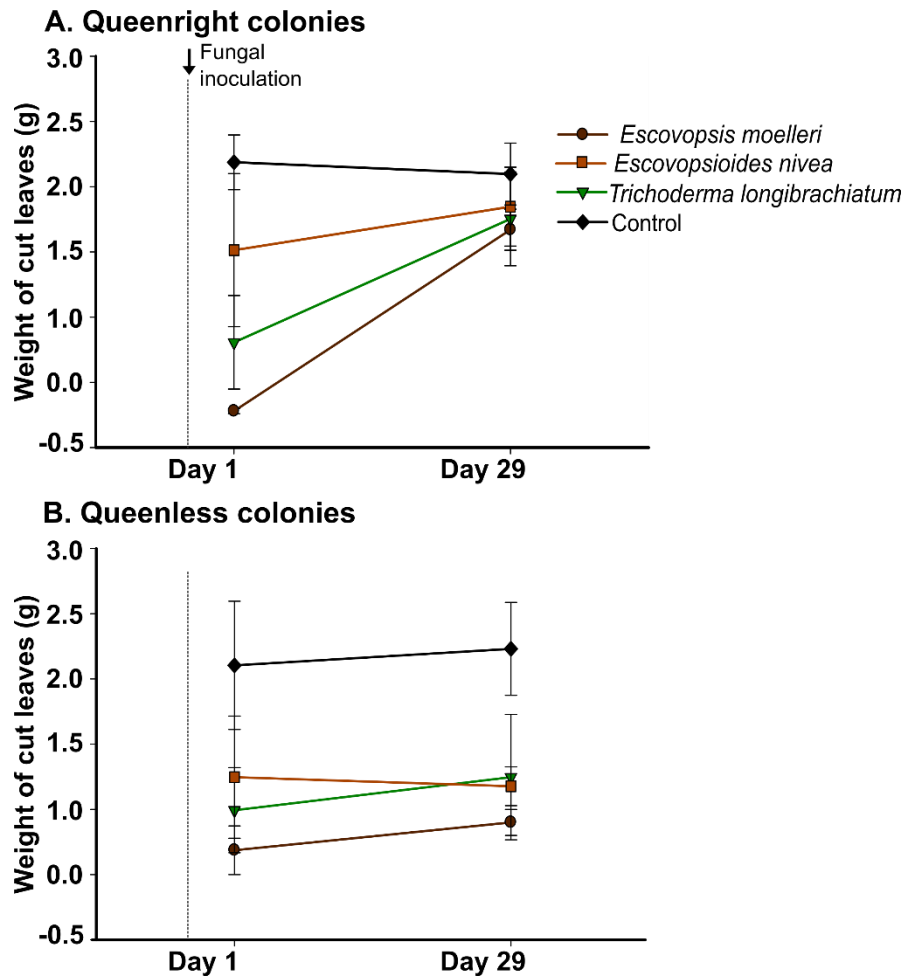 A. Queenright colonies
Fungal
inoculation
Weight of cut leaves (g)
3.0
2.5
2.0
1.5
1.0
0.0
-0.5
Day 1
Day 29
Escovopsis moelleri
Escovopsioides nivea
Trichoderma longibrachiatum
Control
B. Queenless colonies
Weight of cut leaves (g)
3.0
2.5
2.0
1.5
1.0
0.0
-0.5
Day 1
Day 29